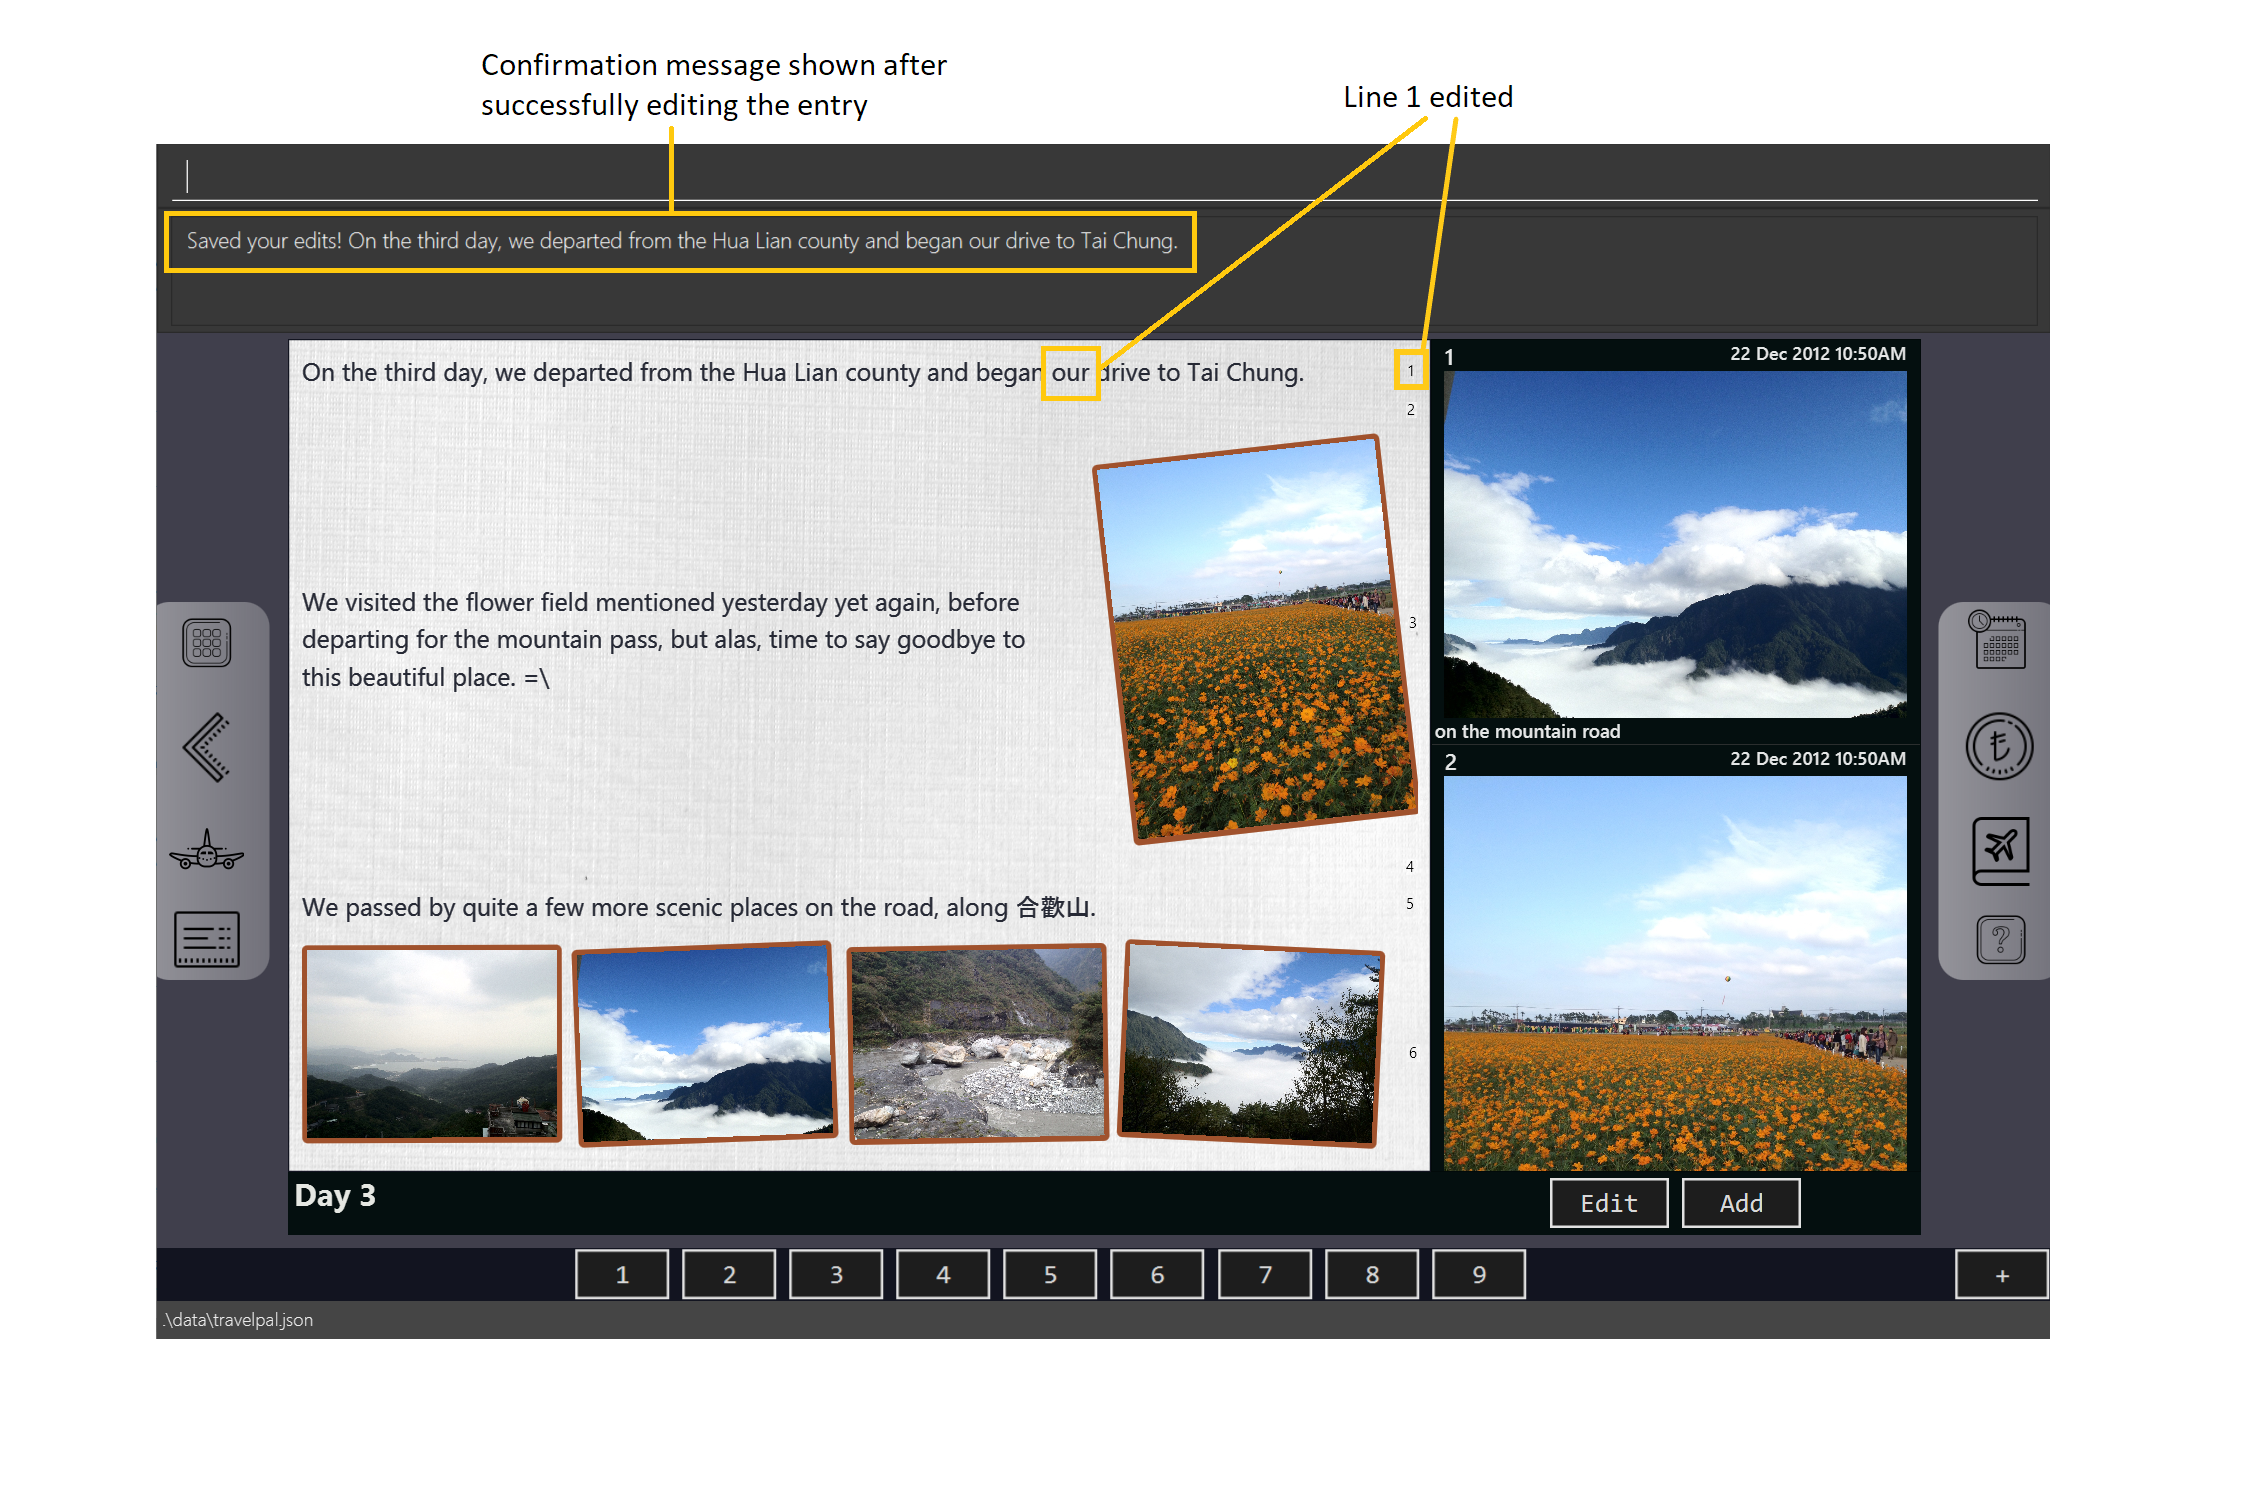 Confirmation message shown after
successfully editing the entry
Line 1 edited
Saved your edits! On the third day, we departed from the Hua Lian county and began our drive to Tai Chung.
On the third day, we departed from the Hua Lian county and began our drive to Tai Chung.
1
2
We visited the flower field mentioned yesterday yet again, before
departing for the mountain pass, but alas, time to say goodbye to
this beautiful place. =\
3
4
We passed by quite a few more scenic places on the road, along 合歡山.
5
6
1
22 Dec 2012 10:50AM
on the mountain road
2
22 Dec 2012 10:50AM
Day 3
Edit
Add
1 2 3 4 5 6 7 8 9 +
.\data\travelpal.json